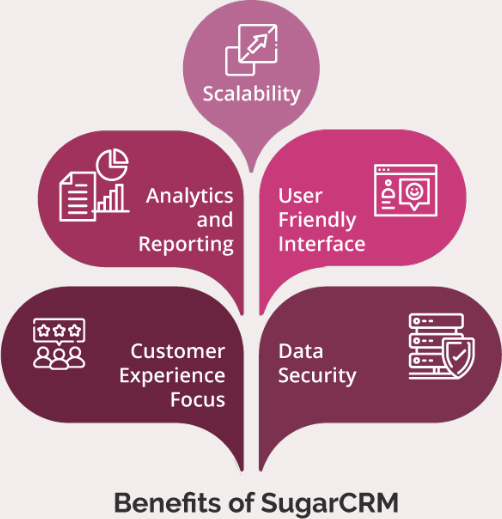 Scalability
Analytics
and
Reporting
User
Friendly
Interface
Customer
Experience
Focus
Data
Security
Benefits of SugarCRM